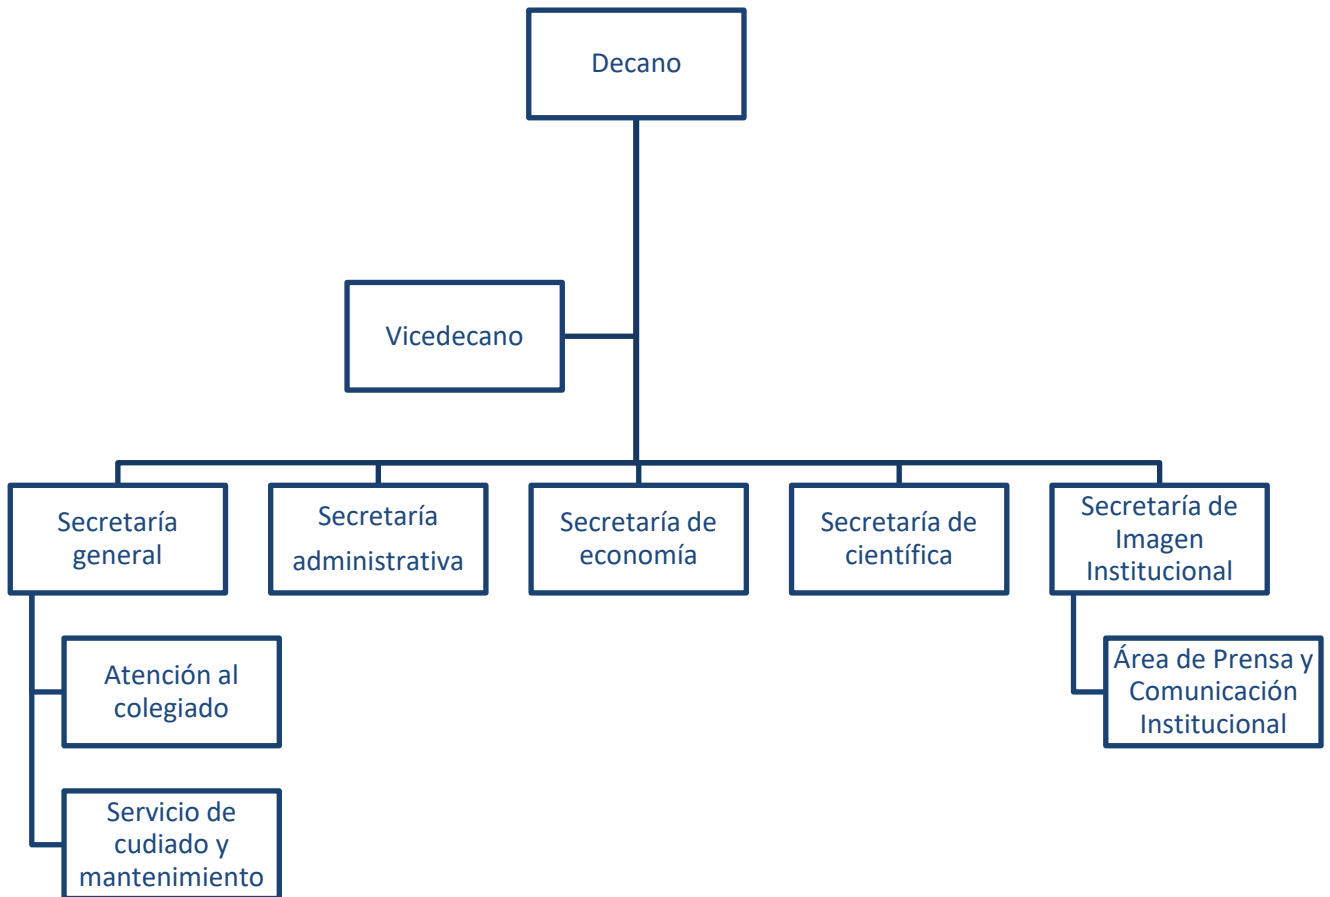 Decano
Vicedecano
Secretaría
general
Secretaría
administrativa
Secretaría de
economía
Secretaría de
científica
Secretaría de
Imagen
Institucional
Atención al
colegiado
Área de Prensa y
Comunicación
Institucional
Servicio de
cudiado y
mantenimiento